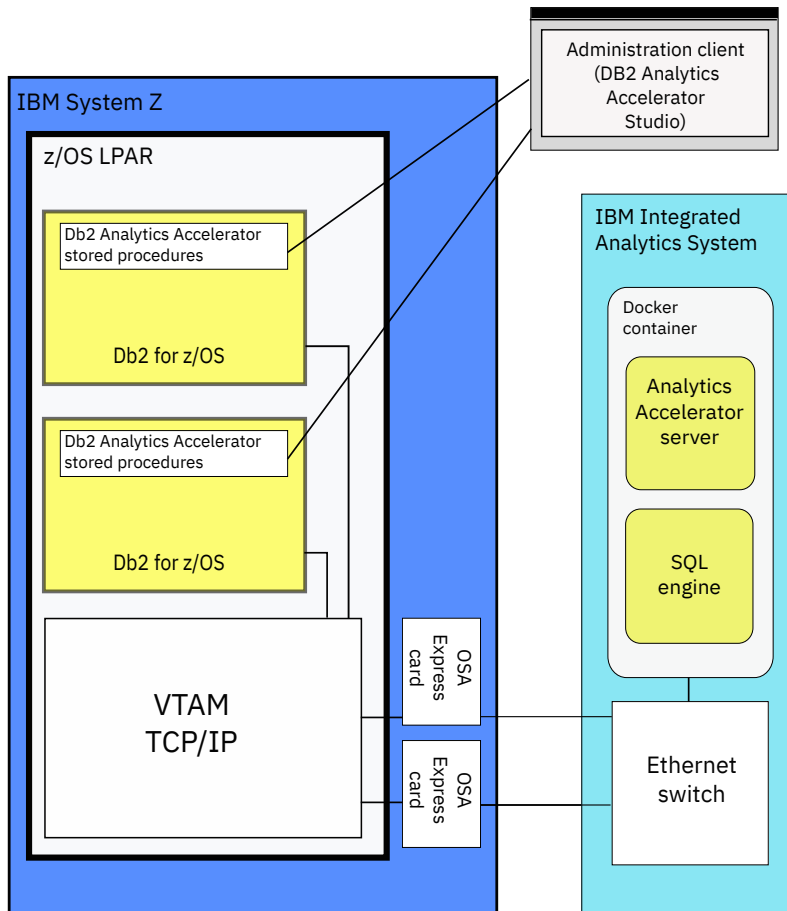 Administration client
(DB2 Analytics
Accelerator
Studio)
IBM System Z
z/OS LPAR
Db2 Analytics Accelerator
stored procedures
Db2 for z/OS
Db2 Analytics Accelerator
stored procedures
Db2 for z/OS
VTAM
TCP/IP
OSA
Express
card
OSA
Express
card
IBM Integrated
Analytics System
Docker
container
Analytics
Accelerator
server
SQL
engine
Ethernet
switch